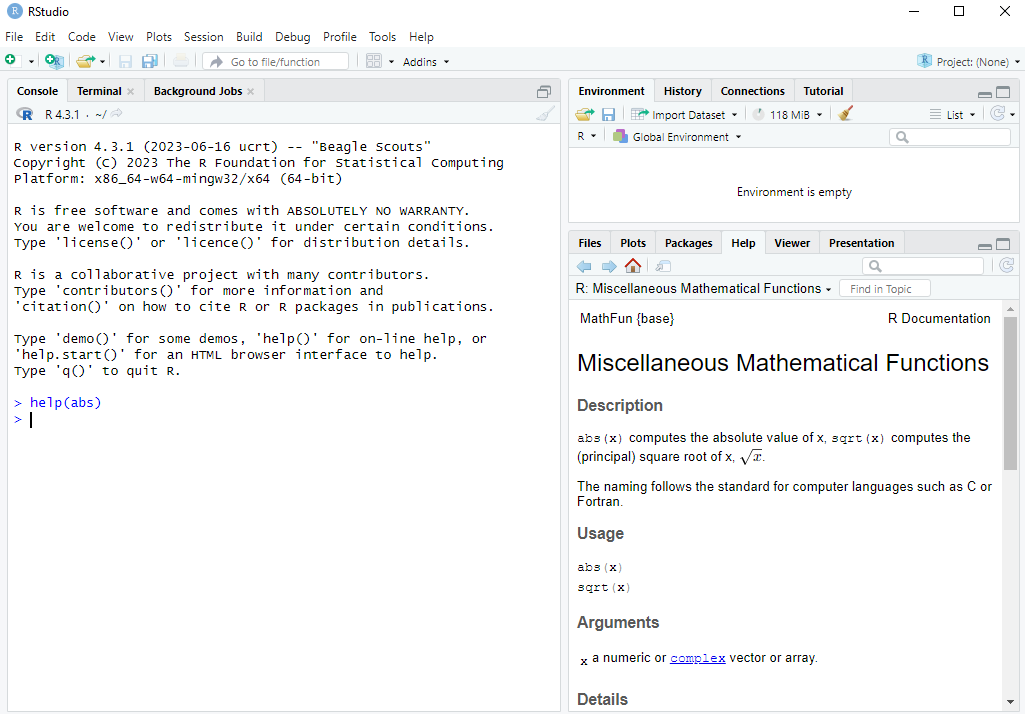 RStudio
File Edit Code View Plots Session Build Debug Profile Tools Help
Go to file/function Addins Project: (None)
Console Terminal Background Jobs
R 4.3.1 · ~/
R version 4.3.1 (2023-06-16 ucrt) -- "Beagle Scouts"
Copyright (C) 2023 The R Foundation for Statistical Computing
Platform: x86_64-w64-mingw32/x64 (64-bit)
R is free software and comes with ABSOLUTELY NO WARRANTY.
You are welcome to redistribute it under certain conditions.
Type 'license()' or 'licence()' for distribution details.
R is a collaborative project with many contributors.
Type 'contributors()' for more information and
'citation()' on how to cite R or R packages in publications.
Type 'demo()' for some demos, 'help()' for on-line help, or
'help.start()' for an HTML browser interface to help.
Type 'q()' to quit R.
> help(abs)
>
Environment History Connections Tutorial
Import Dataset 118 MiB List
R Global Environment
Environment is empty
Files Plots Packages Help Viewer Presentation
R: Miscellaneous Mathematical Functions Find in Topic
MathFun {base} R Documentation
Miscellaneous Mathematical Functions
Description
abs(x) computes the absolute value of x, sqrt(x) computes the
(principal) square root of x, √x.
The naming follows the standard for computer languages such as C or
Fortran.
Usage
abs(x)
sqrt(x)
Arguments
x a numeric or complex vector or array.
Details